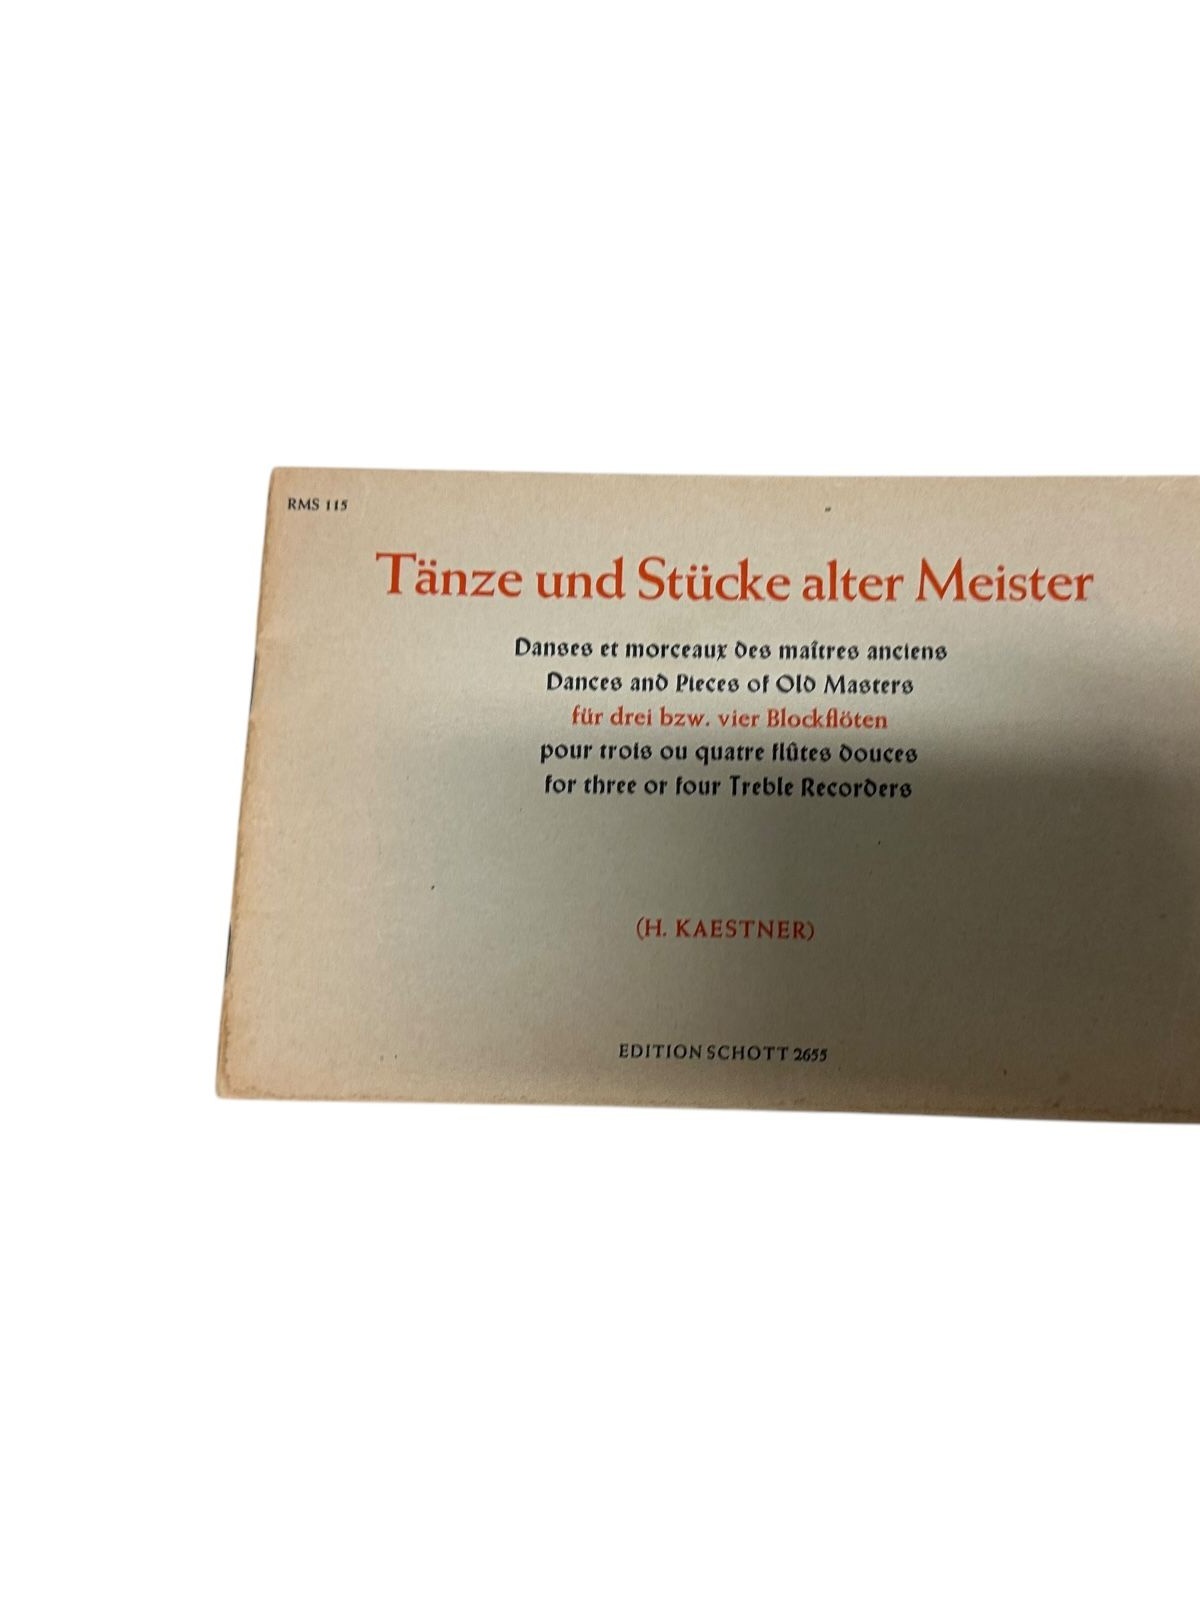 RMS 115
Tänze und Stücke alter Meister
Danses et morceaux des maîtres anciens
Dances and Pieces of Old Masters
für drei bzw. vier Blockflöten
pour trois ou quatre flûtes douces
for three or four Treble Recorders
(H. KAESTNER)
EDITION SCHOTT 2655